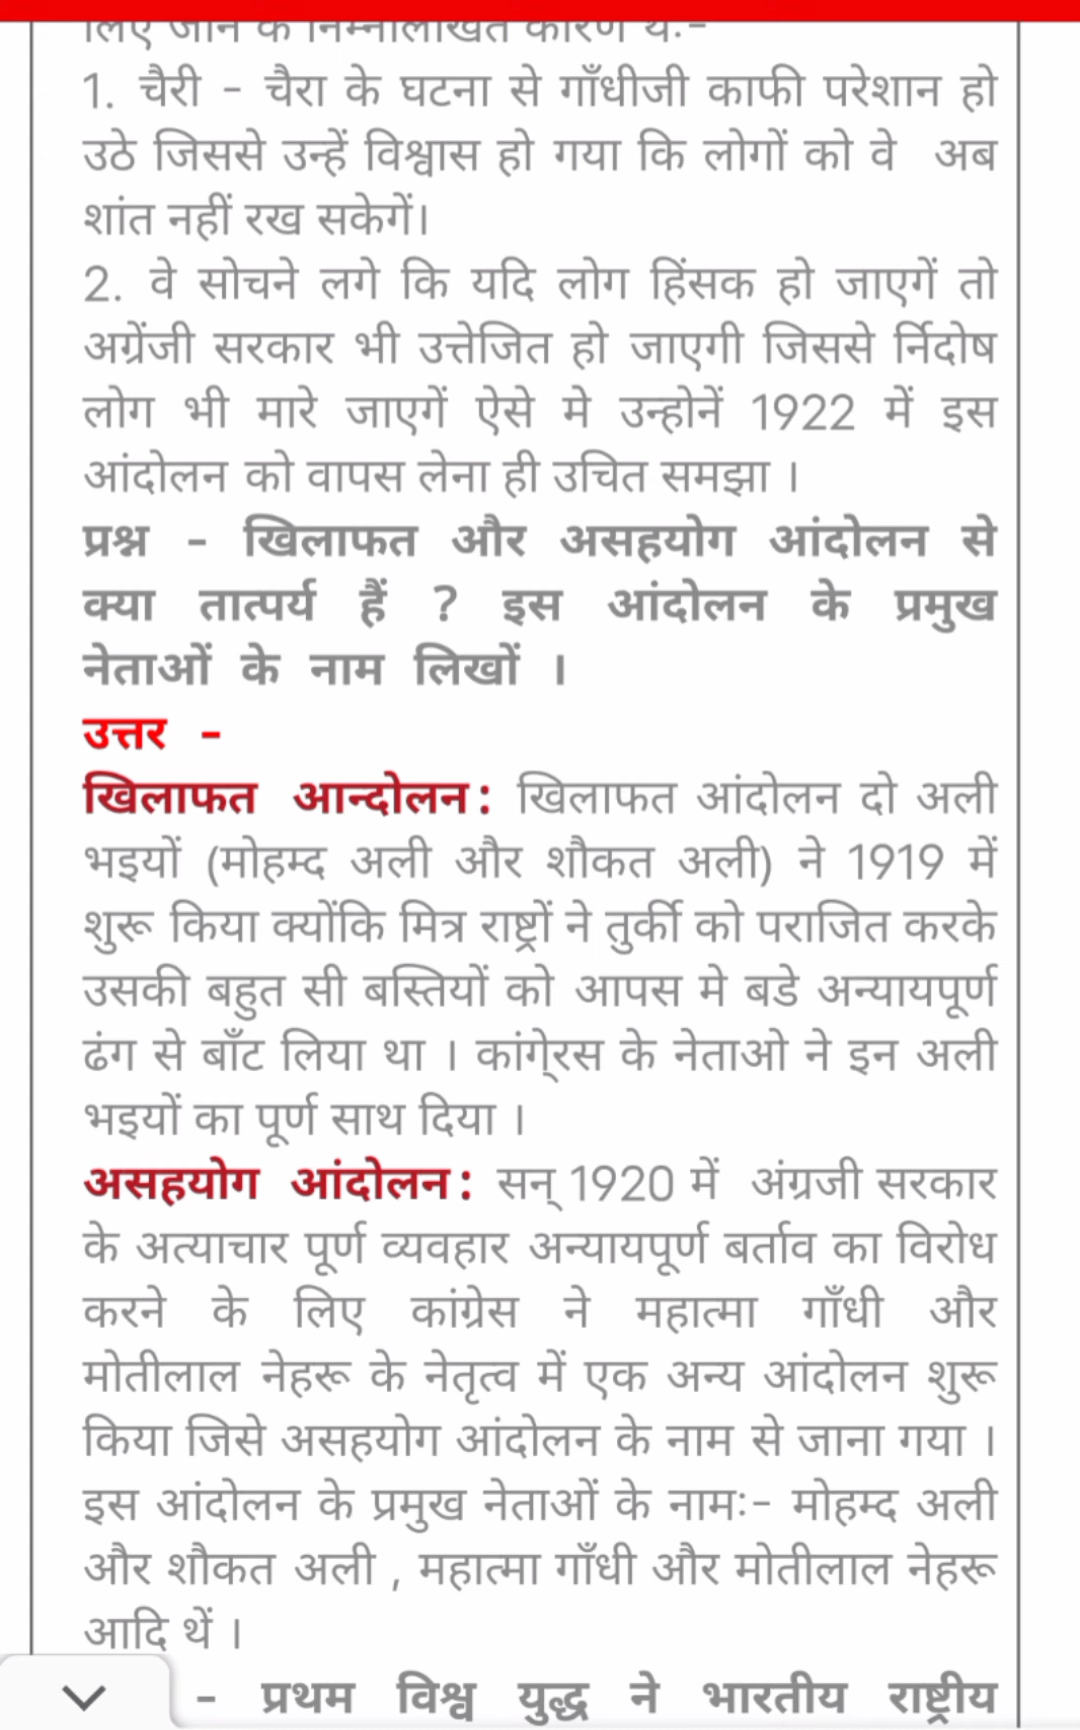 लिए जाने के निम्नलिखित कारण थे:-
1. चैरी - चैरा के घटना से गाँधीजी काफी परेशान हो
उठे जिससे उन्हें विश्वास हो गया कि लोगों को वे अब
शांत नहीं रख सकेगें।
2. वे सोचने लगे कि यदि लोग हिंसक हो जाएगें तो
अग्रेंजी सरकार भी उत्तेजित हो जाएगी जिससे र्निदोष
लोग भी मारे जाएगें ऐसे मे उन्होनें 1922 में इस
आंदोलन को वापस लेना ही उचित समझा ।
प्रश्न - खिलाफत और असहयोग आंदोलन से
क्या तात्पर्य हैं ? इस आंदोलन के प्रमुख
नेताओं के नाम लिखों ।
उत्तर -
खिलाफत आन्दोलन: खिलाफत आंदोलन दो अली
भइयों (मोहम्द अली और शौकत अली) ने 1919 में
शुरू किया क्योंकि मित्र राष्ट्रों ने तुर्की को पराजित करके
उसकी बहुत सी बस्तियों को आपस मे बडे अन्यायपूर्ण
ढंग से बाँट लिया था । कांगे्रस के नेताओ ने इन अली
भइयों का पूर्ण साथ दिया ।
असहयोग आंदोलन: सन् 1920 में अंग्रजी सरकार
के अत्याचार पूर्ण व्यवहार अन्यायपूर्ण बर्ताव का विरोध
करने के लिए कांग्रेस ने महात्मा गाँधी और
मोतीलाल नेहरू के नेतृत्व में एक अन्य आंदोलन शुरू
किया जिसे असहयोग आंदोलन के नाम से जाना गया ।
इस आंदोलन के प्रमुख नेताओं के नामः- मोहम्द अली
और शौकत अली , महात्मा गाँधी और मोतीलाल नेहरू
आदि थें ।
- प्रथम विश्व युद्ध ने भारतीय राष्ट्रीय